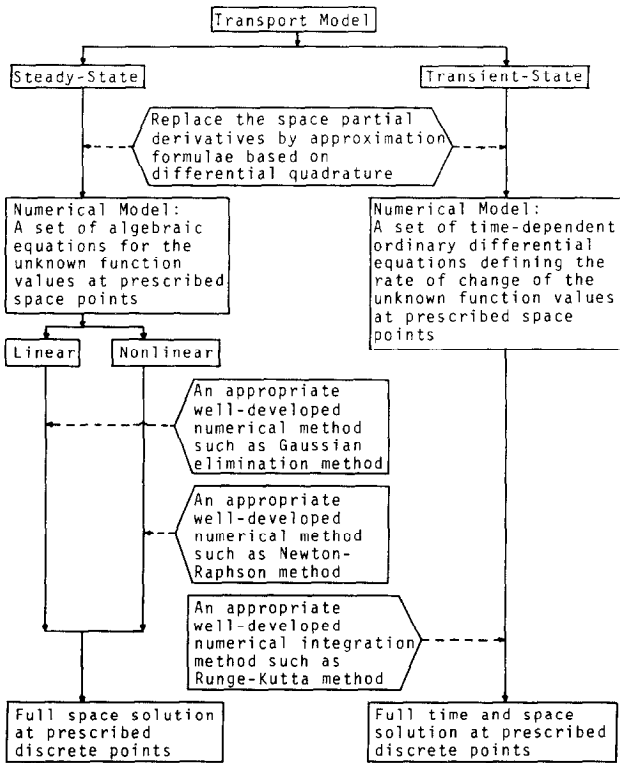 Transport Model
Steady-State
Transient-State
Replace the space partial
derivatives by approximation
formulae based on
differential quadrature
Numerical Model:
A set of algebraic
equations for the
unknown function
values at prescribed
space points
Numerical Model:
A set of time-dependent
ordinary differential
equations defining the
rate of change of the
unknown function values
at prescribed space
points
Linear
Nonlinear
An appropriate
well-developed
numerical method
such as Gaussian
elimination method
An appropriate
well-developed
numerical method
such as Newton-
Raphson method
An appropriate
well-developed
numerical integration
method such as
Runge-Kutta method
Full space solution
at prescribed
discrete points
Full time and space
solution at prescribed
discrete points